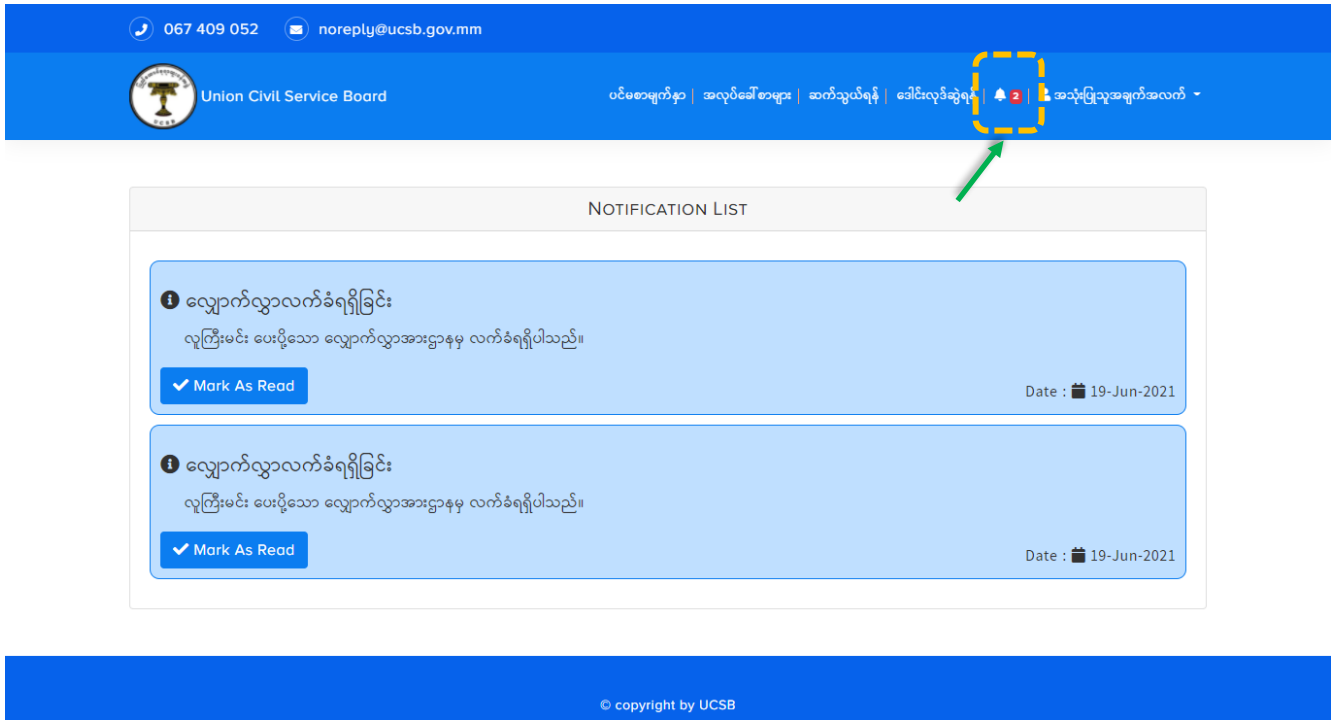 067 409 052 noreply@ucsb.gov.mm
Union Civil Service Board ပင်မစာမျက်နှာ | အလုပ်ခေါ်စာများ | ဆက်သွယ်ရန် | ဒေါင်းလုဒ်ဆွဲရန် | 2 | အသုံးပြုသူအချက်အလက်
UCSB
NOTIFICATION LIST
လျှောက်လွှာလက်ခံရရှိခြင်း
လူကြီးမင်း ပေးပို့သော လျှောက်လွှာအားဌာနမှ လက်ခံရရှိပါသည်။
Mark As Read
Date : 19-Jun-2021
လျှောက်လွှာလက်ခံရရှိခြင်း
လူကြီးမင်း ပေးပို့သော လျှောက်လွှာအားဌာနမှ လက်ခံရရှိပါသည်။
Mark As Read
Date : 19-Jun-2021
© copyright by UCSB